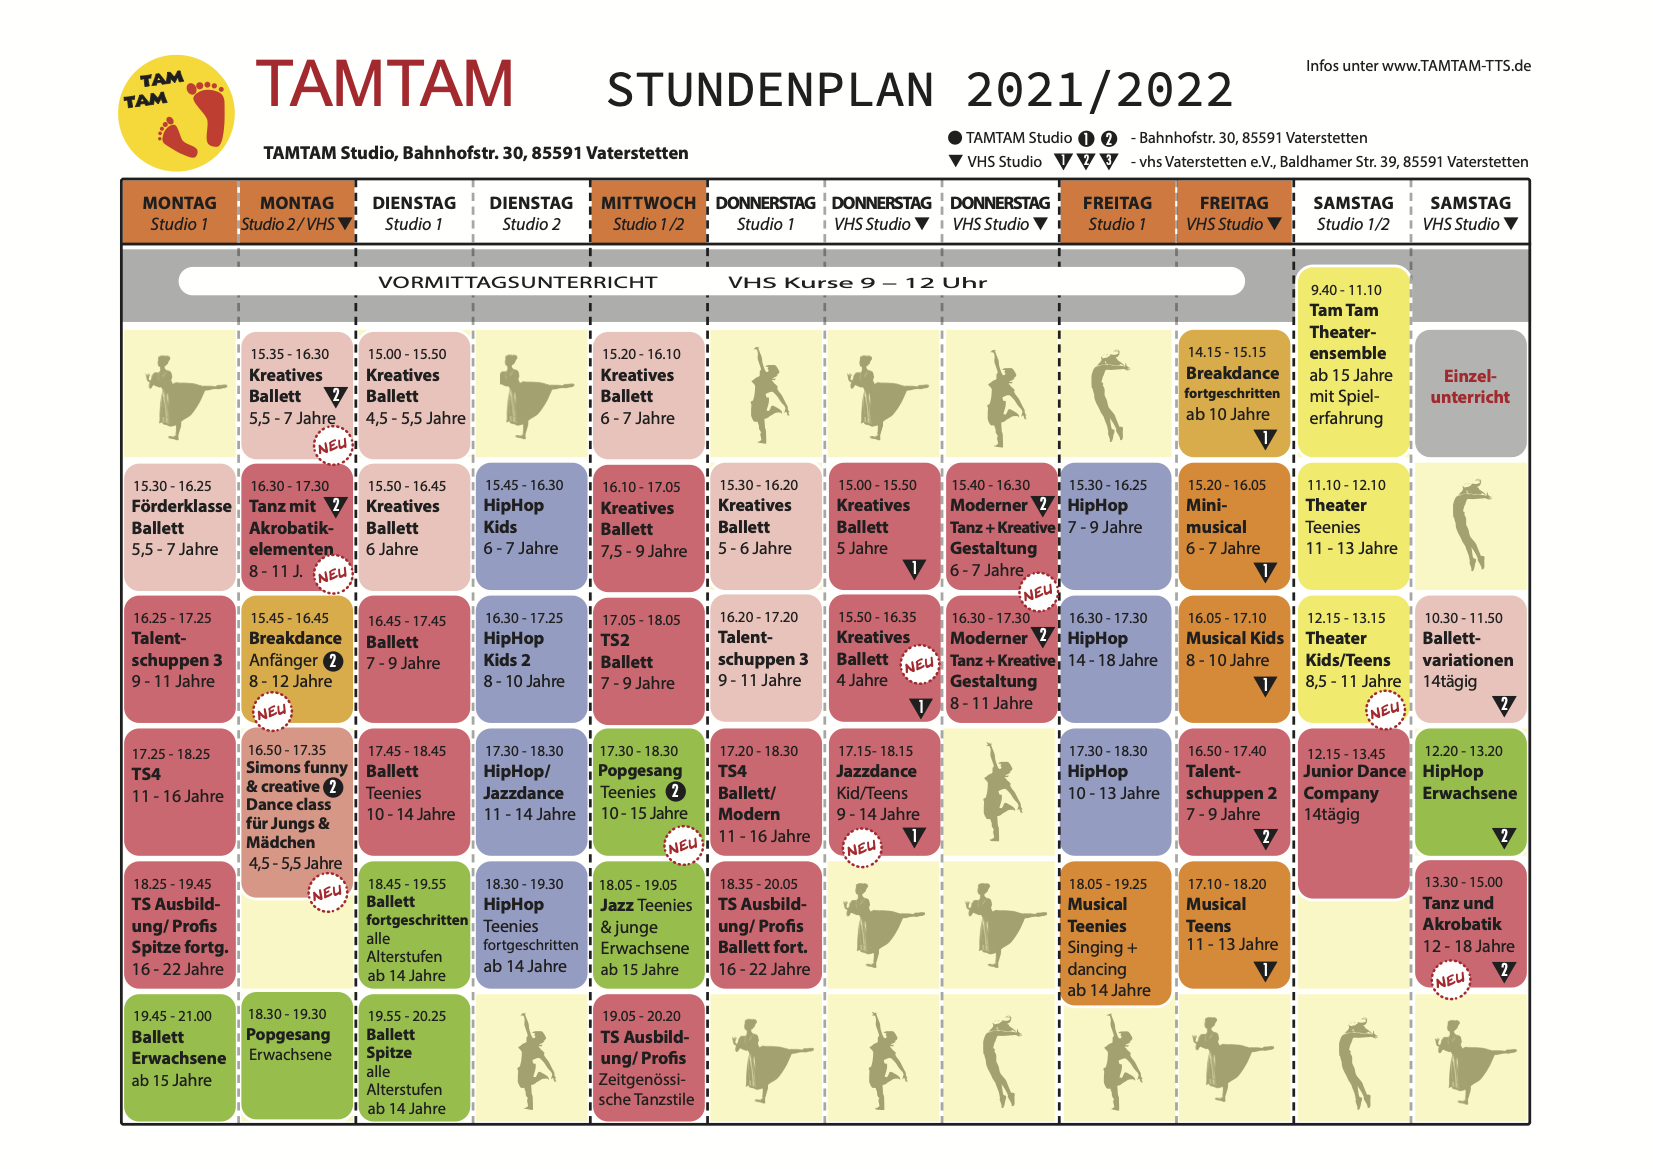 TAM
TAM
TAMTAM
STUNDENPLAN 2021/2022
Infos unter www.TAMTAM-TTS.de
TAMTAM Studio, Bahnhofstr. 30, 85591 Vaterstetten
● TAMTAM Studio 1 2 - Bahnhofstr. 30, 85591 Vaterstetten
▼ VHS Studio 1 2 3 - vhs Vaterstetten e.V., Baldhamer Str. 39, 85591 Vaterstetten
MONTAG
Studio 1
MONTAG
Studio 2 / VHS ▼
DIENSTAG
Studio 1
DIENSTAG
Studio 2
MITTWOCH
Studio 1/2
DONNERSTAG
Studio 1
DONNERSTAG
VHS Studio ▼
DONNERSTAG
VHS Studio ▼
FREITAG
Studio 1
FREITAG
VHS Studio ▼
SAMSTAG
Studio 1/2
SAMSTAG
VHS Studio ▼
VORMITTAGSUNTERRICHT VHS Kurse 9 – 12 Uhr
9.40 - 11.10
Tam Tam
Theater-
ensemble
ab 15 Jahre
mit Spiel-
erfahrung
15.35 - 16.30
Kreatives
Ballett 2
5,5 - 7 Jahre
NEU
15.00 - 15.50
Kreatives
Ballett
4,5 - 5,5 Jahre
15.20 - 16.10
Kreatives
Ballett
6 - 7 Jahre
14.15 - 15.15
Breakdance
fortgeschritten
ab 10 Jahre
1
Einzel-
unterricht
15.30 - 16.25
Förderklasse
Ballett
5,5 - 7 Jahre
16.30 - 17.30
Tanz mit 2
Akrobatik-
elementen
8 - 11 J.
NEU
15.50 - 16.45
Kreatives
Ballett
6 Jahre
15.45 - 16.30
HipHop
Kids
6 - 7 Jahre
16.10 - 17.05
Kreatives
Ballett
7,5 - 9 Jahre
15.30 - 16.20
Kreatives
Ballett
5 - 6 Jahre
15.00 - 15.50
Kreatives
Ballett
5 Jahre
1
15.40 - 16.30
Moderner 2
Tanz + Kreative
Gestaltung
6 - 7 Jahre
NEU
15.30 - 16.25
HipHop
7 - 9 Jahre
15.20 - 16.05
Mini-
musical
6 - 7 Jahre
1
11.10 - 12.10
Theater
Teenies
11 - 13 Jahre
16.25 - 17.25
Talent-
schuppen 3
9 - 11 Jahre
15.45 - 16.45
Breakdance
Anfänger 2
8 - 12 Jahre
NEU
16.45 - 17.45
Ballett
7 - 9 Jahre
16.30 - 17.25
HipHop
Kids 2
8 - 10 Jahre
17.05 - 18.05
TS2
Ballett
7 - 9 Jahre
16.20 - 17.20
Talent-
schuppen 3
9 - 11 Jahre
15.50 - 16.35
Kreatives
Ballett
NEU
4 Jahre
1
16.30 - 17.30
Moderner 2
Tanz + Kreative
Gestaltung
8 - 11 Jahre
16.30 - 17.30
HipHop
14 - 18 Jahre
16.05 - 17.10
Musical Kids
8 - 10 Jahre
1
12.15 - 13.15
Theater
Kids/Teens
8,5 - 11 Jahre
NEU
10.30 - 11.50
Ballett-
variationen
14tägig
2
17.25 - 18.25
TS4
11 - 16 Jahre
16.50 - 17.35
Simons funny
& creative 2
Dance class
für Jungs &
Mädchen
4,5 - 5,5 Jahre
NEU
17.45 - 18.45
Ballett
Teenies
10 - 14 Jahre
17.30 - 18.30
HipHop/
Jazzdance
11 - 14 Jahre
17.30 - 18.30
Popgesang
Teenies 2
10 - 15 Jahre
NEU
17.20 - 18.30
TS4
Ballett/
Modern
11 - 16 Jahre
17.15- 18.15
Jazzdance
Kid/Teens
9 - 14 Jahre
NEU 1
17.30 - 18.30
HipHop
10 - 13 Jahre
16.50 - 17.40
Talent-
schuppen 2
7 - 9 Jahre
2
12.15 - 13.45
Junior Dance
Company
14tägig
12.20 - 13.20
HipHop
Erwachsene
2
18.25 - 19.45
TS Ausbild-
ung/ Profis
Spitze fortg.
16 - 22 Jahre
18.45 - 19.55
Ballett
fortgeschritten
alle
Alterstufen
ab 14 Jahre
18.30 - 19.30
HipHop
Teenies
fortgeschritten
ab 14 Jahre
18.05 - 19.05
Jazz Teenies
& junge
Erwachsene
ab 15 Jahre
18.35 - 20.05
TS Ausbild-
ung/ Profis
Ballett fort.
16 - 22 Jahre
18.05 - 19.25
Musical
Teenies
Singing +
dancing
ab 14 Jahre
17.10 - 18.20
Musical
Teens
11 - 13 Jahre
1
13.30 - 15.00
Tanz und
Akrobatik
12 - 18 Jahre
NEU 2
19.45 - 21.00
Ballett
Erwachsene
ab 15 Jahre
18.30 - 19.30
Popgesang
Erwachsene
19.55 - 20.25
Ballett
Spitze
alle
Alterstufen
ab 14 Jahre
19.05 - 20.20
TS Ausbild-
ung/ Profis
Zeitgenössi-
sche Tanzstile